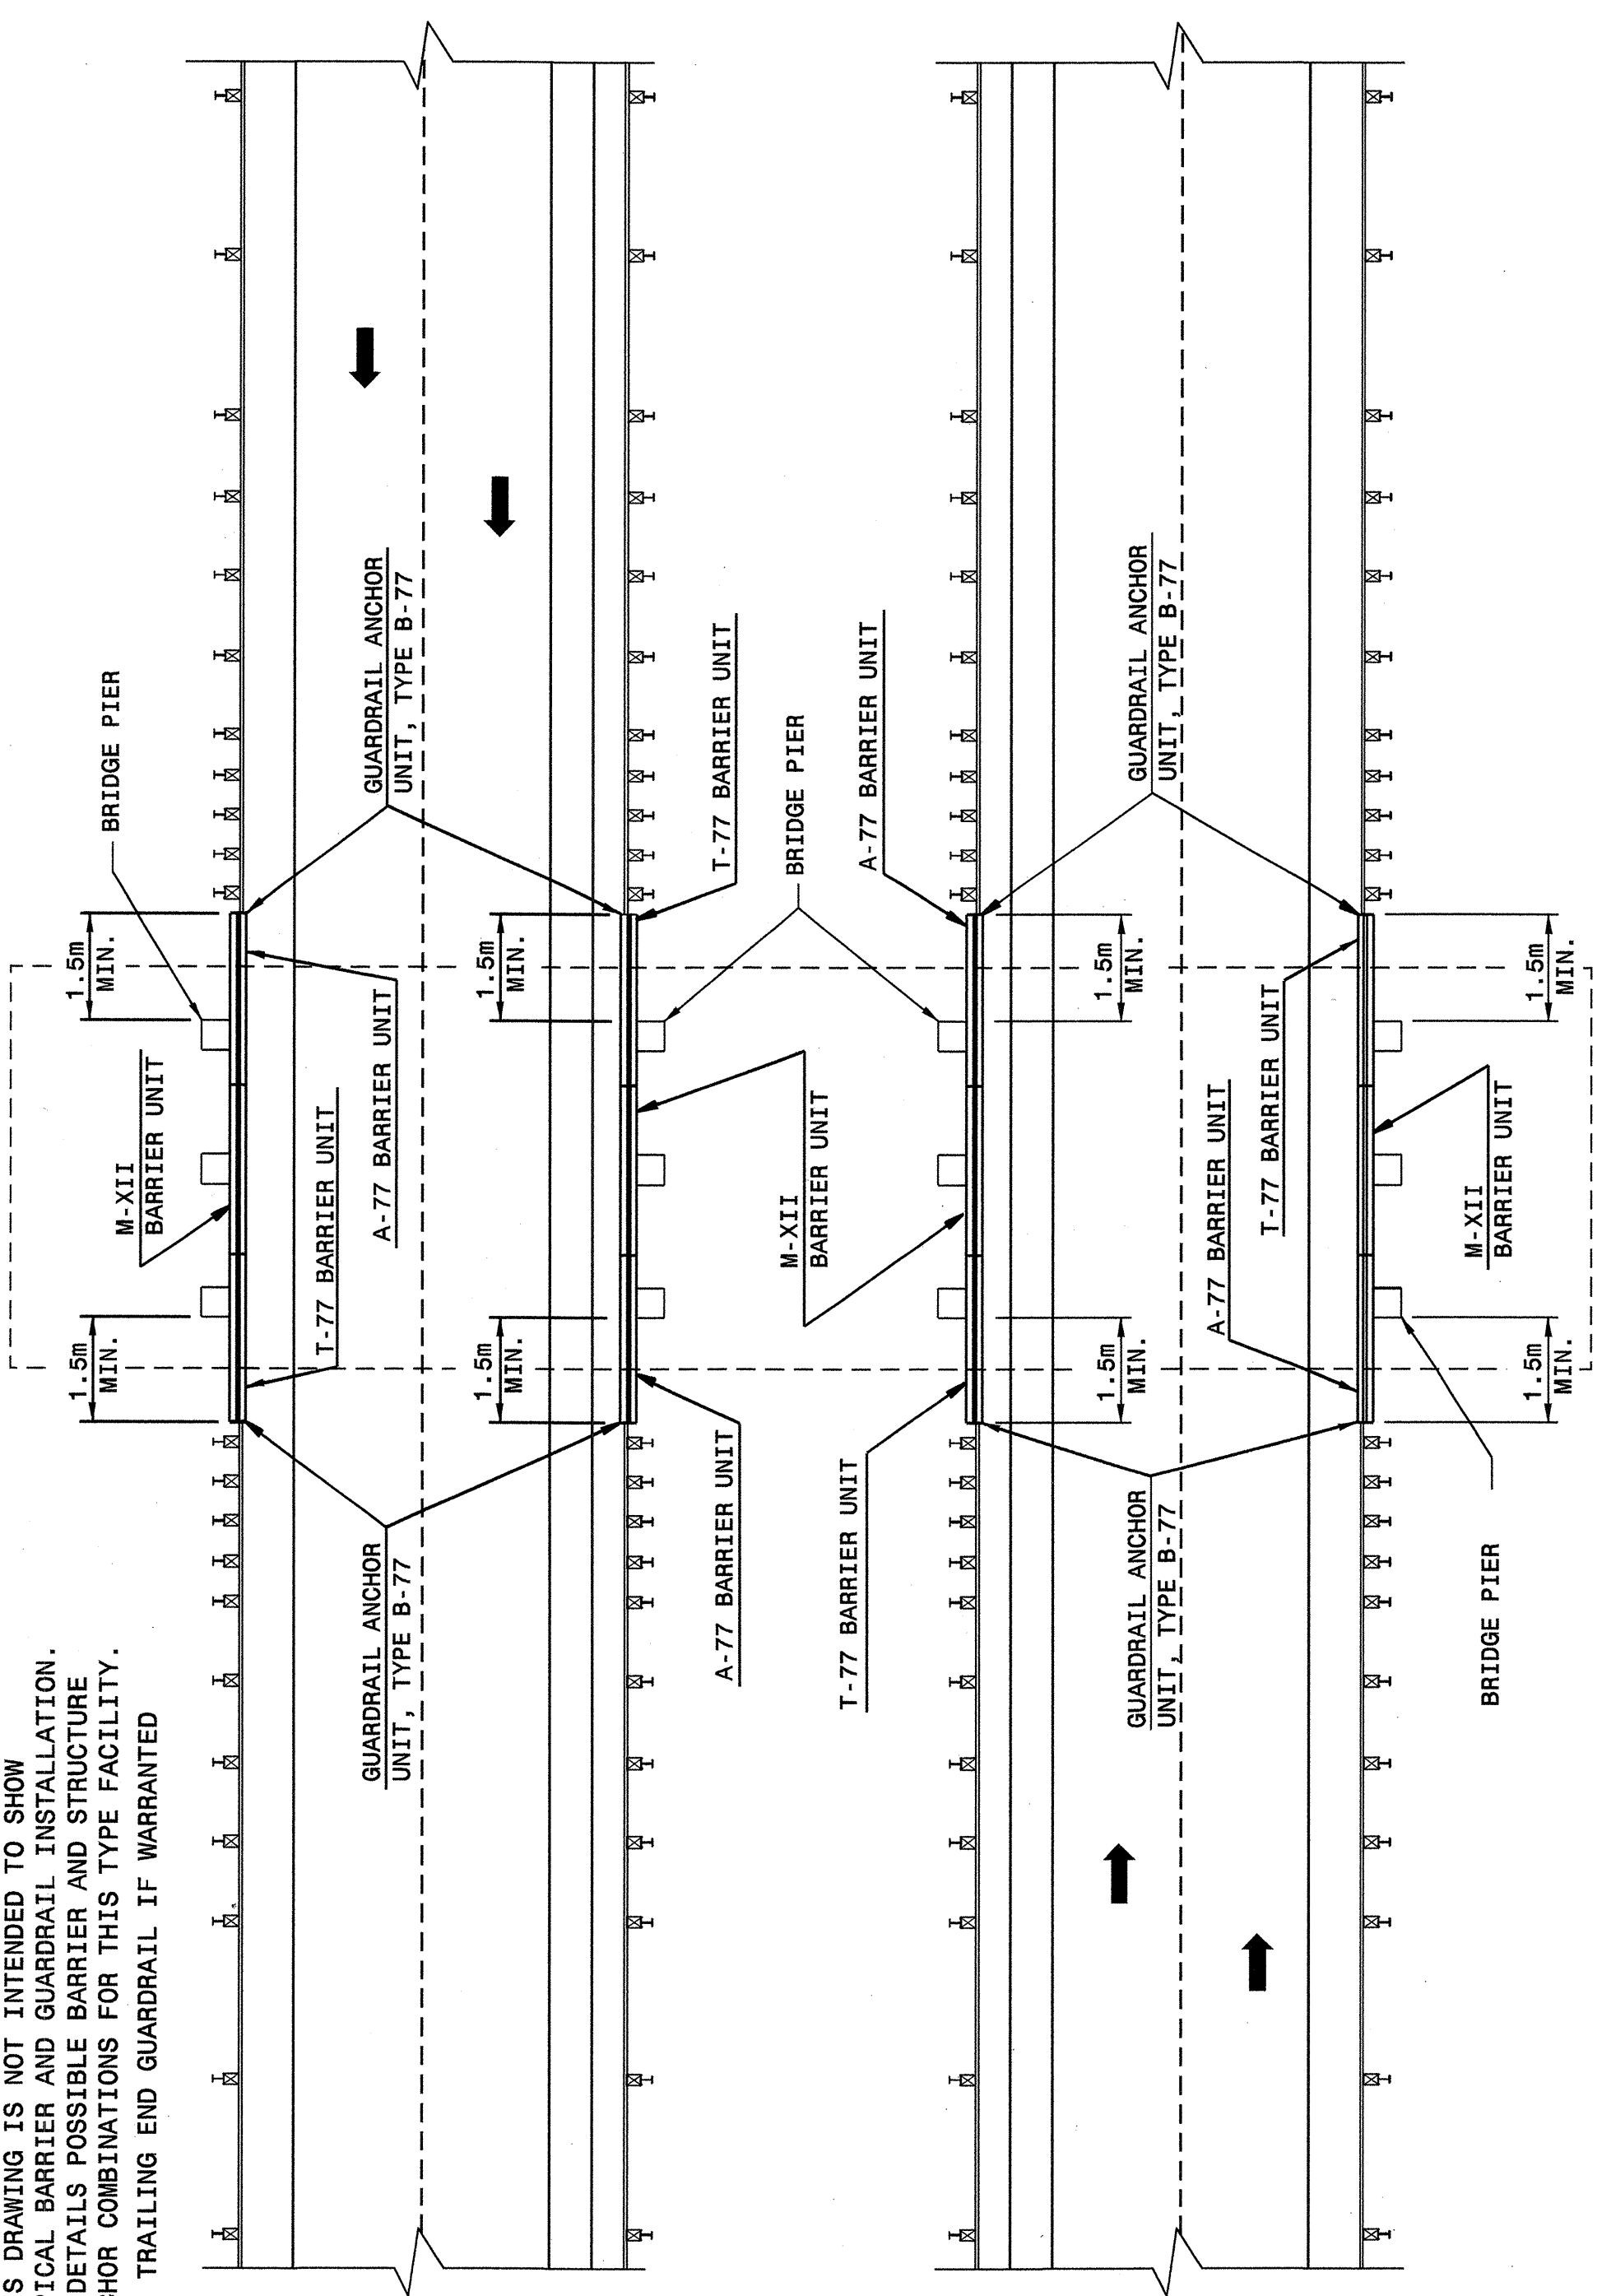 S DRAWING IS NOT INTENDED TO SHOW
ICAL BARRIER AND GUARDRAIL INSTALLATION.
DETAILS POSSIBLE BARRIER AND STRUCTURE
HOR COMBINATIONS FOR THIS TYPE FACILITY.
TRAILING END GUARDRAIL IF WARRANTED
1.5m
MIN.
M-XII
BARRIER UNIT
1.5m
MIN.
BRIDGE PIER
T-77 BARRIER UNIT
A-77 BARRIER UNIT
GUARDRAIL ANCHOR
UNIT, TYPE B-77
GUARDRAIL ANCHOR
UNIT, TYPE B-77
1.5m
MIN.
1.5m
MIN.
A-77 BARRIER UNIT
T-77 BARRIER UNIT
M-XII
BARRIER UNIT
BRIDGE PIER
T-77 BARRIER UNIT
A-77 BARRIER UNIT
1.5m
MIN.
1.5m
MIN.
GUARDRAIL ANCHOR
UNIT, TYPE B-77
GUARDRAIL ANCHOR
UNIT, TYPE B-77
A-77 BARRIER UNIT
T-77 BARRIER UNIT
BRIDGE PIER
M-XII
BARRIER UNIT
1.5m
MIN.
1.5m
MIN.